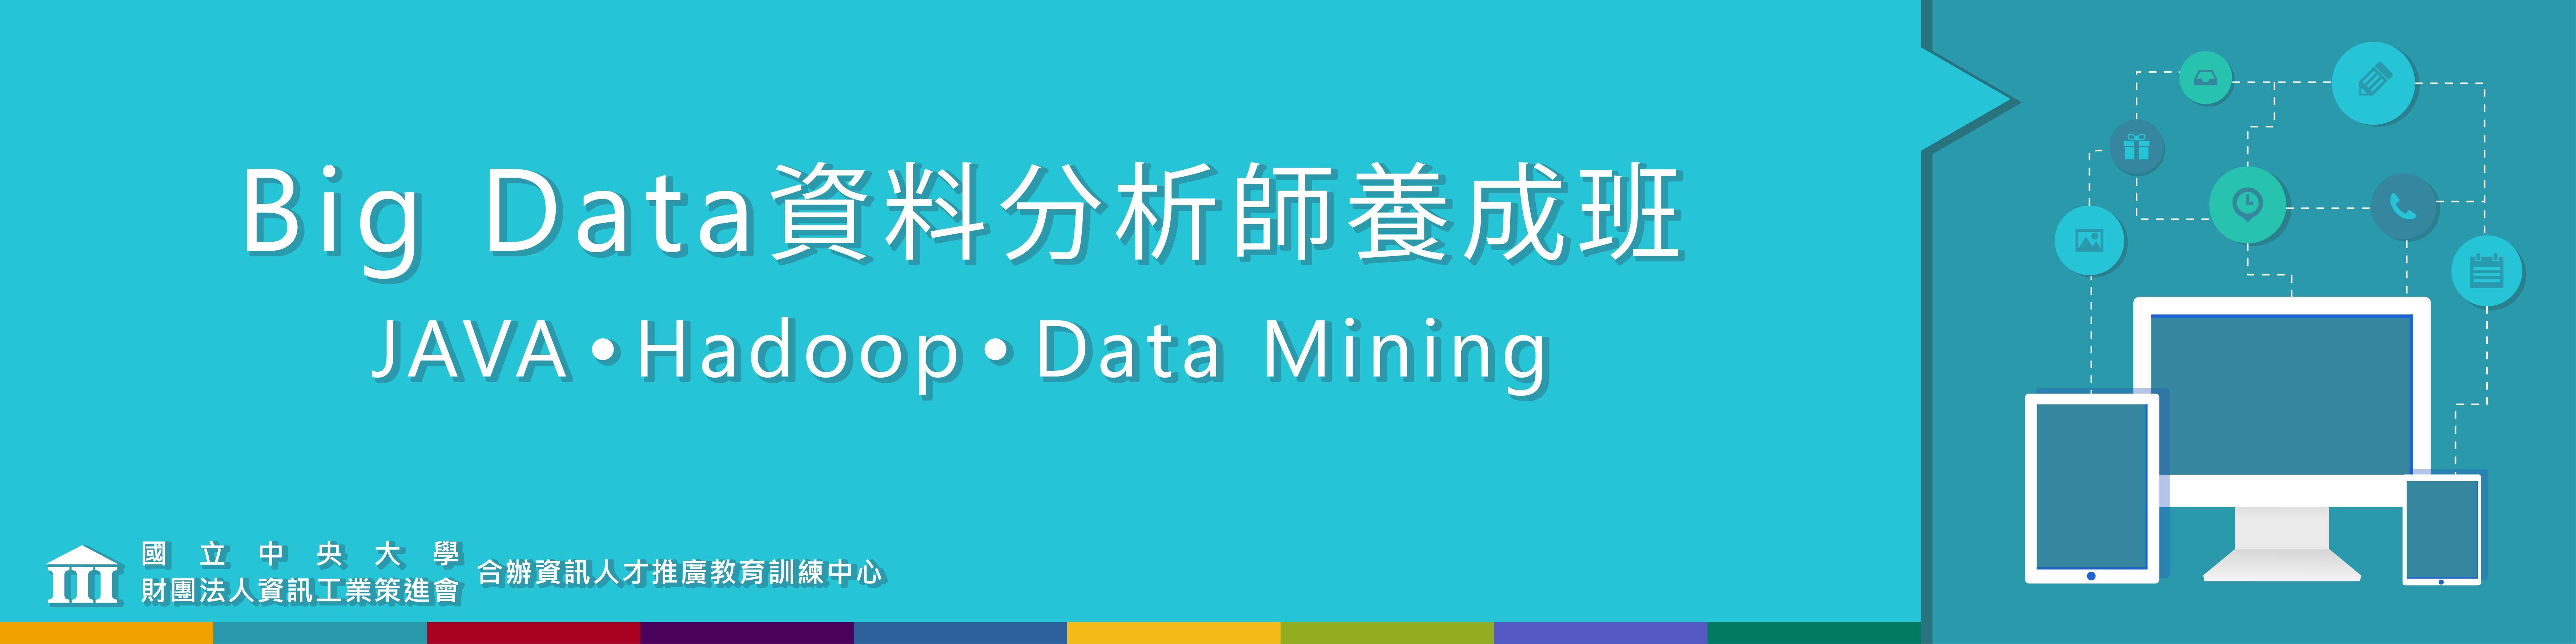 Big Data資料分析師養成班
JAVA•Hadoop•Data Mining
國立中央大學
財團法人資訊工業策進會
合辦資訊人才推廣教育訓練中心